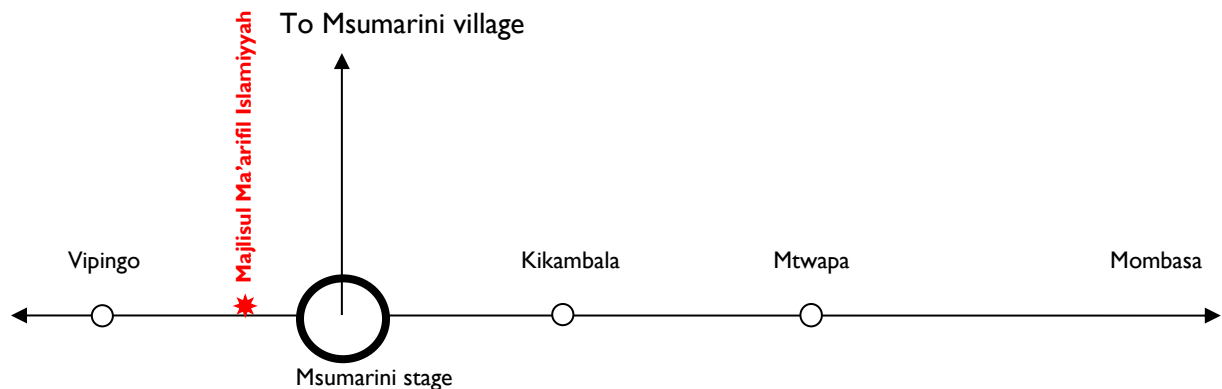 To Msumarini village
Majlisul Ma’arifil Islamiyyah
Vipingo
Kikambala
Mtwapa
Mombasa
Msumarini stage